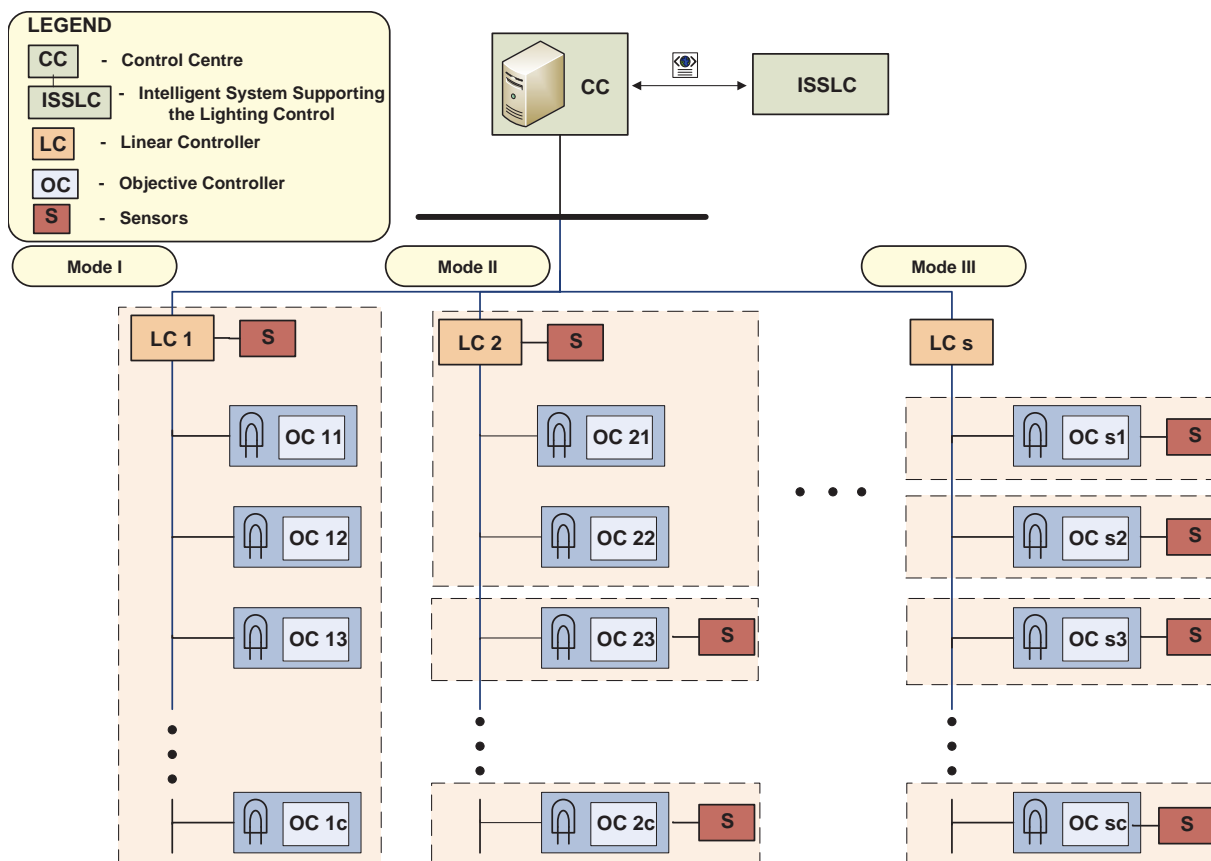 LEGEND
CC - Control Centre
ISSLC - Intelligent System Supporting
the Lighting Control
LC - Linear Controller
OC - Objective Controller
S - Sensors
CC
ISSLC
Mode I
Mode II
Mode III
LC 1
S
LC 2
S
LC s
OC 11
OC 21
OC s1
S
OC 12
OC 22
OC s2
S
OC 13
OC 23
S
OC s3
S
OC 1c
OC 2c
S
OC sc
S